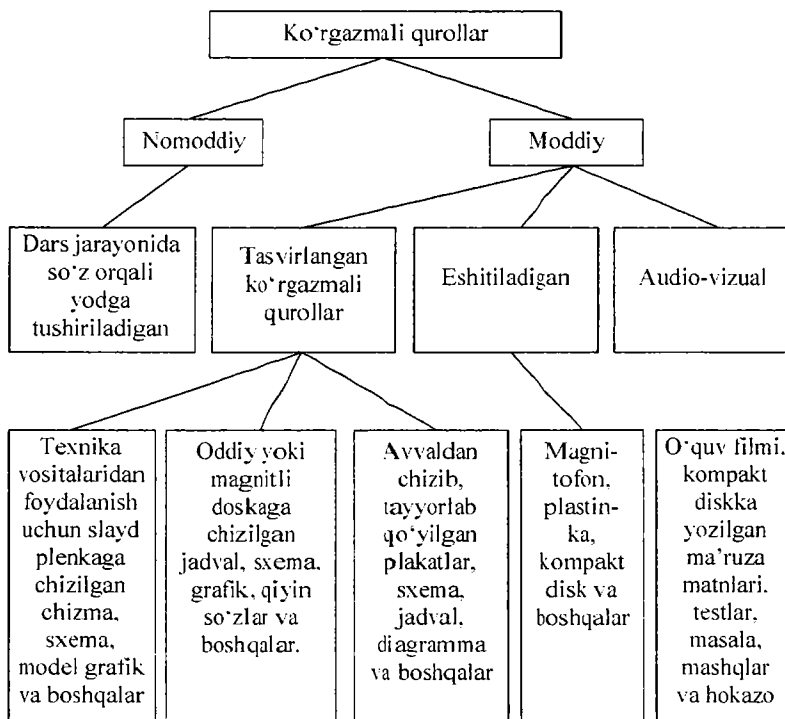 Ko‘rgazmali qurollar
Nomoddiy
Moddiy
Dars jarayonida
so‘z orqali
yodga
tushiriladigan
Tasvirlangan
ko‘rgazmali
qurollar
Eshitiladigan
Audio-vizual
Texnika
vositalaridan
foydalanish
uchun slayd
plenkaga
chizilgan
chizma,
sxema,
model grafik
va boshqalar
Oddiy yoki
magnitli
doskaga
chizilgan
jadval, sxema,
grafik, qiyin
so‘zlar va
boshqalar.
Avvaldan
chizib,
tayyorlab
qo‘yilgan
plakatlar,
sxema,
jadval,
diagramma
va boshqalar
Magni-
tofon,
plastin-
ka,
kompakt
disk va
boshqalar
O‘quv filmi,
kompakt
diskka
yozilgan
ma’ruza
matnlari.
testlar,
masala,
mashqlar
va hokazo